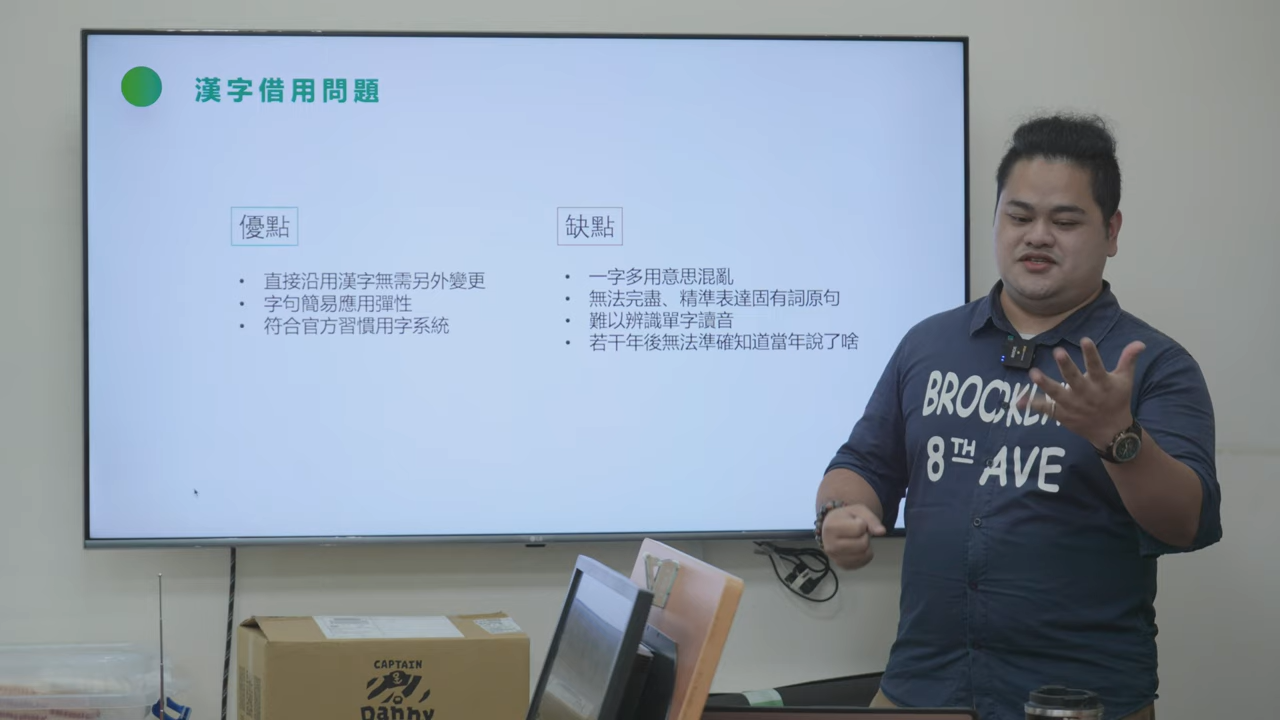 漢字借用問題
優點
直接沿用漢字無需另外變更
字句簡易應用彈性
符合官方習慣用字系統
缺點
一字多用意思混亂
無法完盡、精準表達固有詞原句
難以辨識單字讀音
若干年後無法準確知道當年說了啥
BROOKLY
8TH AVE
CAPTAIN
Danny